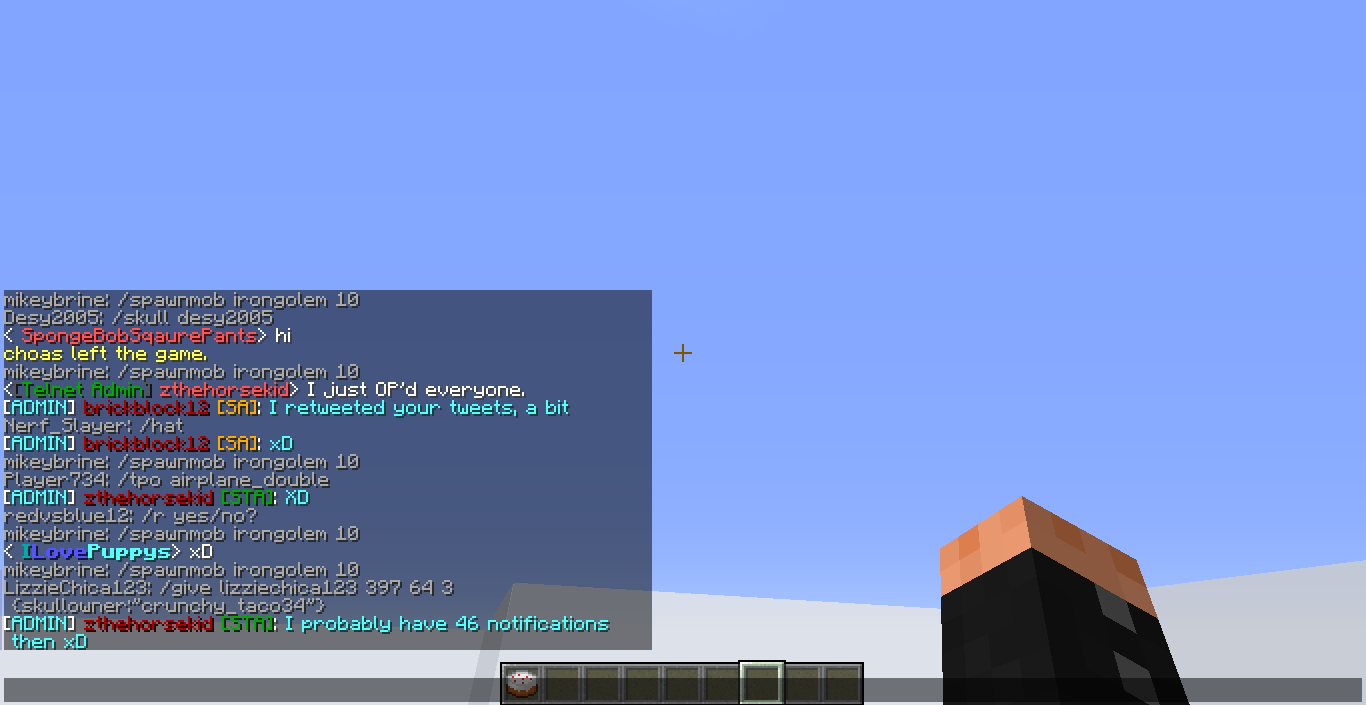 mikeybrine: /spawnmob irongolem 10
Desy2005: /skull desy2005
< SpongeBobSqaurePants> hi
choas left the game.
mikeybrine: /spawnmob irongolem 10
<[Telnet Admin] zthehorsekid> I just OP'd everyone.
[ADMIN] brickblock12 [SA]: I retweeted your tweets, a bit
Nerf_Slayer: /hat
[ADMIN] brickblock12 [SA]: xD
mikeybrine: /spawnmob irongolem 10
Player734: /tpo airplane_double
[ADMIN] zthehorsekid [STA]: XD
redvsblue12: /r yes/no?
mikeybrine: /spawnmob irongolem 10
< ILovePuppys> xD
mikeybrine: /spawnmob irongolem 10
LizzieChica123: /give lizziechica123 397 64 3
{skullowner:"crunchy_taco34"}
[ADMIN] zthehorsekid [STA]: I probably have 46 notifications
then xD